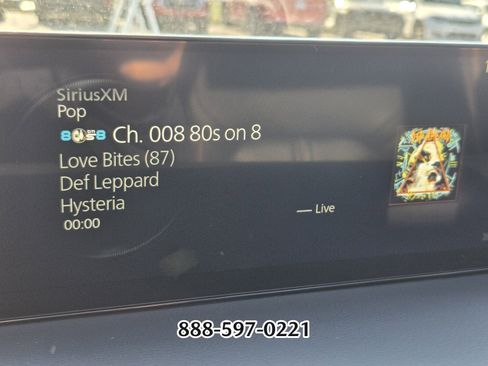 SiriusXM
Pop
Ch. 008 80s on 8
Love Bites (87)
Def Leppard
Hysteria
00:00
Live
888-597-0221